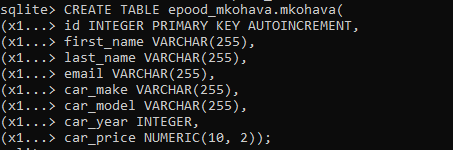 sqlite> CREATE TABLE epood_mkohava.mkohava(
(x1...> id INTEGER PRIMARY KEY AUTOINCREMENT,
(x1...> first_name VARCHAR(255),
(x1...> last_name VARCHAR(255),
(x1...> email VARCHAR(255),
(x1...> car_make VARCHAR(255),
(x1...> car_model VARCHAR(255),
(x1...> car_year INTEGER,
(x1...> car_price NUMERIC(10, 2));